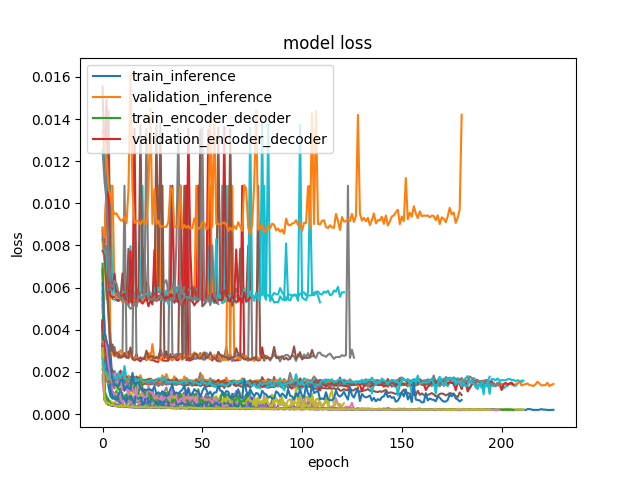 model loss
train_inference
validation_inference
train_encoder_decoder
validation_encoder_decoder
loss
0.016
0.014
0.012
0.010
0.008
0.006
0.004
0.002
0.000
0
50
100
150
200
epoch